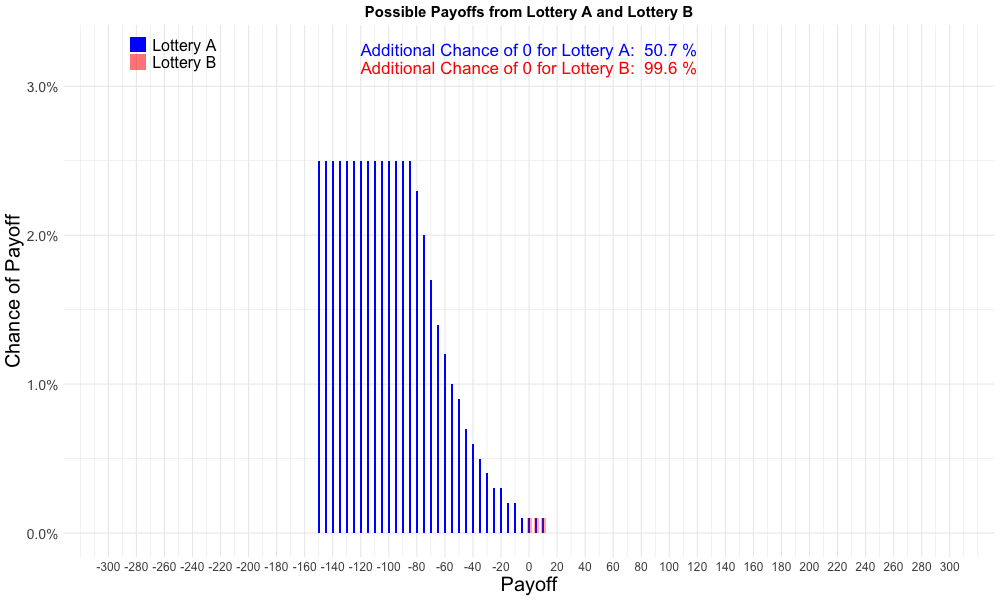 Possible Payoffs from Lottery A and Lottery B
Lottery A
Lottery B
Additional Chance of 0 for Lottery A: 50.7 %
Additional Chance of 0 for Lottery B: 99.6 %
Chance of Payoff
3.0%
2.0%
1.0%
0.0%
-300 -280 -260 -240 -220 -200 -180 -160 -140 -120 -100 -80 -60 -40 -20 0 20 40 60 80 100 120 140 160 180 200 220 240 260 280 300
Payoff